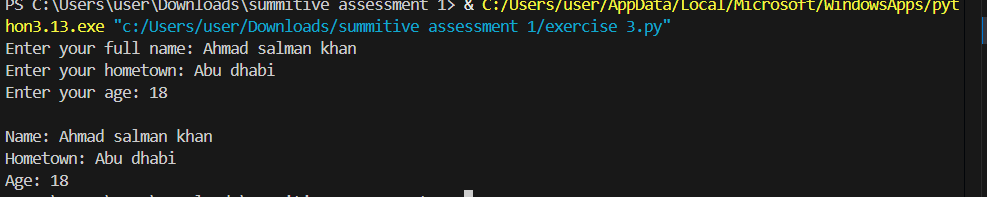 PS C:\Users\user\Downloads\summitive assessment 1> & C:/Users/user/AppData/Local/Microsoft/WindowsApps/pyt
hon3.13.exe "c:/Users/user/Downloads/summitive assessment 1/exercise 3.py"
Enter your full name: Ahmad salman khan
Enter your hometown: Abu dhabi
Enter your age: 18

Name: Ahmad salman khan
Hometown: Abu dhabi
Age: 18